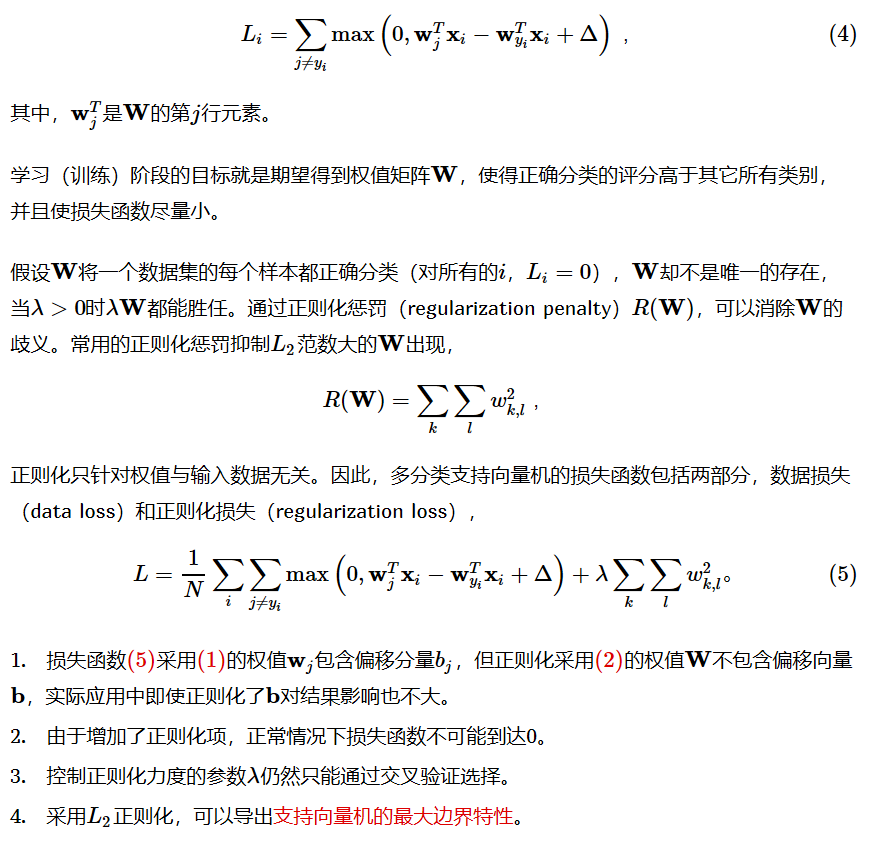 $L_i = \sum_{j \neq y_i} \max\left(0, \mathbf{w}_j^T \mathbf{x}_i - \mathbf{w}_{y_i}^T \mathbf{x}_i + \Delta\right)$ , (4)
其中，$\mathbf{w}_j^T$是$\mathbf{W}$的第$j$行元素。
学习（训练）阶段的目标就是期望得到权值矩阵$\mathbf{W}$，使得正确分类的评分高于其它所有类别，
并且使损失函数尽量小。
假设$\mathbf{W}$将一个数据集的每个样本都正确分类（对所有的$i$，$L_i = 0$），$\mathbf{W}$却不是唯一的存在，
当$\lambda > 0$时$\lambda\mathbf{W}$都能胜任。通过正则化惩罚（regularization penalty）$R(\mathbf{W})$，可以消除$\mathbf{W}$的
歧义。常用的正则化惩罚抑制$L_2$范数大的$\mathbf{W}$出现，
$R(\mathbf{W}) = \sum_k \sum_l w_{k,l}^2$ ,
正则化只针对权值与输入数据无关。因此，多分类支持向量机的损失函数包括两部分，数据损失
（data loss）和正则化损失（regularization loss），
$L = \frac{1}{N} \sum_i \sum_{j \neq y_i} \max\left(0, \mathbf{w}_j^T \mathbf{x}_i - \mathbf{w}_{y_i}^T \mathbf{x}_i + \Delta\right) + \lambda \sum_k \sum_l w_{k,l}^2$。 (5)
1. 损失函数(5)采用(1)的权值$\mathbf{w}_j$包含偏移分量$b_j$，但正则化采用(2)的权值$\mathbf{W}$不包含偏移向量
$\mathbf{b}$，实际应用中即使正则化了$\mathbf{b}$对结果影响也不大。
2. 由于增加了正则化项，正常情况下损失函数不可能到达0。
3. 控制正则化力度的参数$\lambda$仍然只能通过交叉验证选择。
4. 采用$L_2$正则化，可以导出支持向量机的最大边界特性。